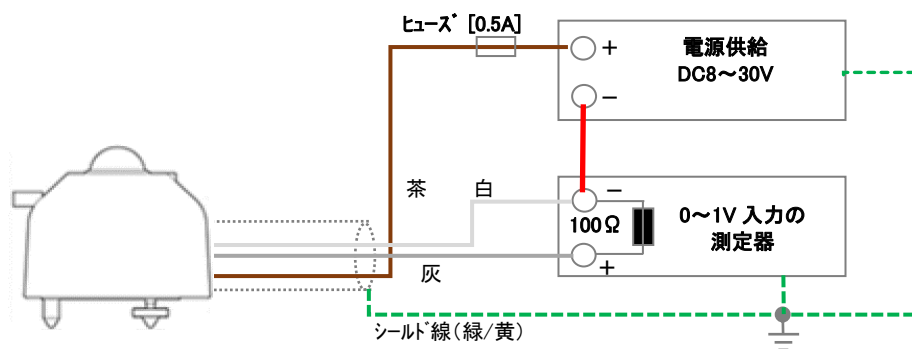 ﾋｭｰｽﾞ [0.5A]
+
電源供給
DC8～30V
－
茶
白
－
100Ω
0～1V 入力の
測定器
+
灰
ｼｰﾙﾄﾞ線（緑/黄）